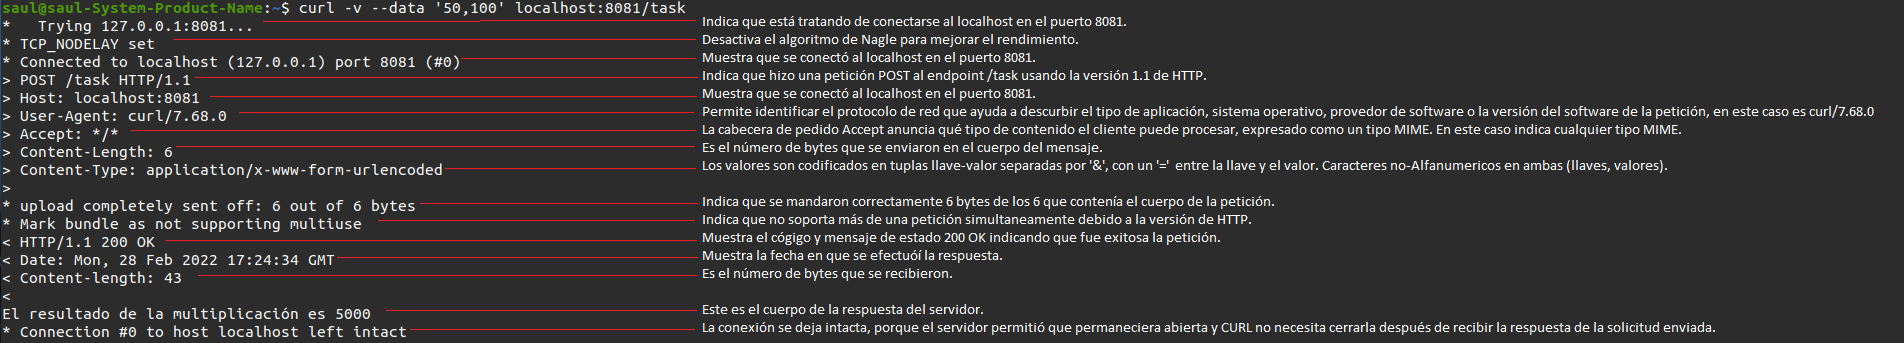 saul@saul-System-Product-Name:~$ curl -v --data '50,100' localhost:8081/task
*   Trying 127.0.0.1:8081... Indica que está tratando de conectarse al localhost en el puerto 8081.
* TCP_NODELAY set Desactiva el algoritmo de Nagle para mejorar el rendimiento.
* Connected to localhost (127.0.0.1) port 8081 (#0) Muestra que se conectó al localhost en el puerto 8081.
> POST /task HTTP/1.1 Indica que hizo una petición POST al endpoint /task usando la versión 1.1 de HTTP.
> Host: localhost:8081 Muestra que se conectó al localhost en el puerto 8081.
> User-Agent: curl/7.68.0 Permite identificar el protocolo de red que ayuda a descurbir el tipo de aplicación, sistema operativo, provedor de software o la versión del software de la petición, en este caso es curl/7.68.0
> Accept: */* La cabecera de pedido Accept anuncia qué tipo de contenido el cliente puede procesar, expresado como un tipo MIME. En este caso indica cualquier tipo MIME.
> Content-Length: 6 Es el número de bytes que se enviaron en el cuerpo del mensaje.
> Content-Type: application/x-www-form-urlencoded Los valores son codificados en tuplas llave-valor separadas por '&', con un '=' entre la llave y el valor. Caracteres no-Alfanumericos en ambas (llaves, valores).
>
* upload completely sent off: 6 out of 6 bytes Indica que se mandaron correctamente 6 bytes de los 6 que contenía el cuerpo de la petición.
* Mark bundle as not supporting multiuse Indica que no soporta más de una petición simultaneamente debido a la versión de HTTP.
< HTTP/1.1 200 OK Muestra el cógigo y mensaje de estado 200 OK indicando que fue exitosa la petición.
< Date: Mon, 28 Feb 2022 17:24:34 GMT Muestra la fecha en que se efectuóí la respuesta.
< Content-length: 43 Es el número de bytes que se recibieron.
<
El resultado de la multiplicación es 5000 Este es el cuerpo de la respuesta del servidor.
* Connection #0 to host localhost left intact La conexión se deja intacta, porque el servidor permitió que permaneciera abierta y CURL no necesita cerrarla después de recibir la respuesta de la solicitud enviada.